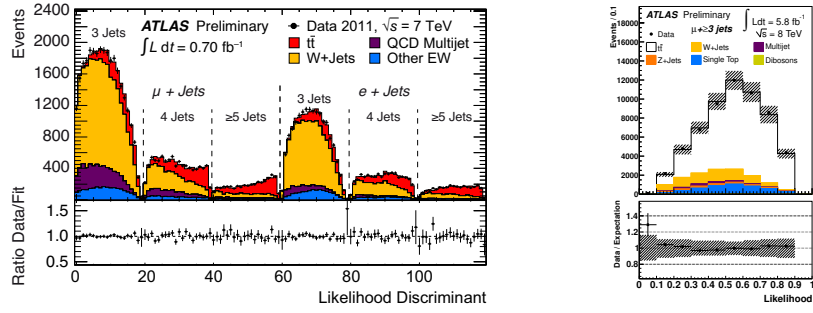 2400
2000
1600
1200
800
400
Events
ATLAS Preliminary
∫L dt = 0.70 fb⁻¹
Data 2011, √s = 7 TeV
tt̄
W+Jets
QCD Multijet
Other EW
3 Jets
μ + Jets
4 Jets
≥5 Jets
3 Jets
e + Jets
4 Jets
≥5 Jets
1.5
1.0
0.5
Ratio Data/Fit
0 20 40 60 80 100
Likelihood Discriminant
Events / 0.1
16000
14000
12000
10000
8000
6000
4000
2000
0
ATLAS Preliminary
∫ Ldt = 5.8 fb⁻¹
μ+≥3 jets
√s = 8 TeV
Data
tt̄
Z+Jets
W+Jets
Single Top
Multijet
Dibosons
Data / Expectation
1.4
1.2
1
0.8
0 0.1 0.2 0.3 0.4 0.5 0.6 0.7 0.8 0.9 1
Likelihood